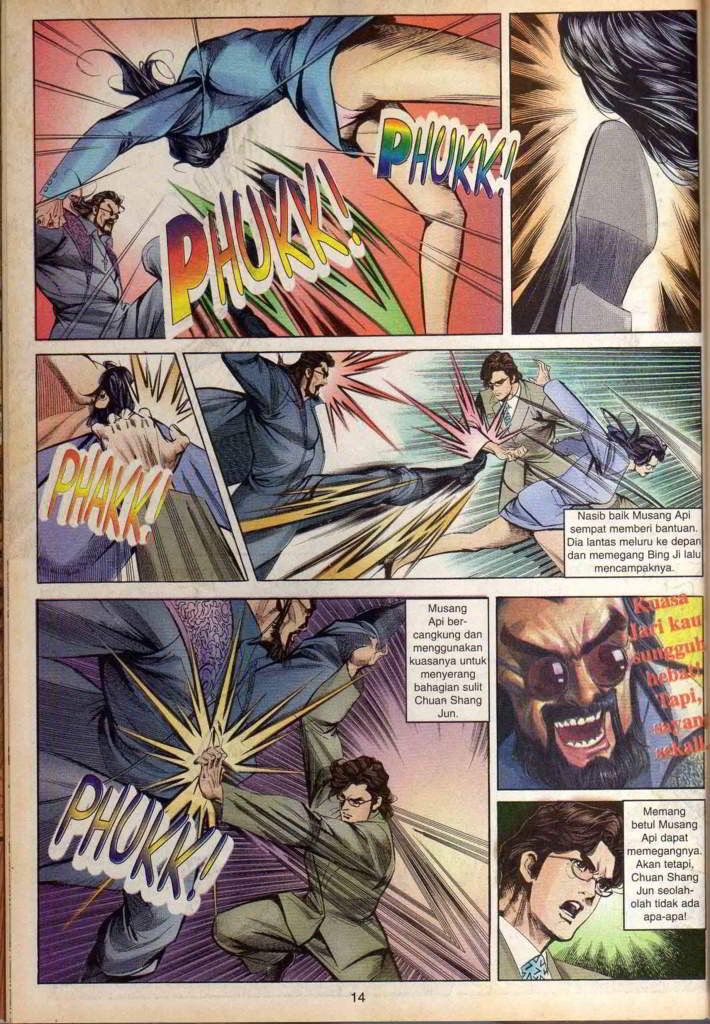 PHUKK!
PHUKK!
PHAKK!
Nasib baik Musang Api
sempat memberi bantuan.
Dia lantas meluru ke depan
dan memegang Bing Ji lalu
mencampaknya.
PHUKK!
Musang
Api ber-
cangkung dan
menggunakan
kuasanya untuk
menyerang
bahagian sulit
Chuan Shang
Jun.
Kuasa
Jari kau
sungguh
hebat!
Tapi,
sayang
sekali!
Memang
betul Musang
Api dapat
memegangnya.
Akan tetapi,
Chuan Shang
Jun seolah-
olah tidak ada
apa-apa!
14